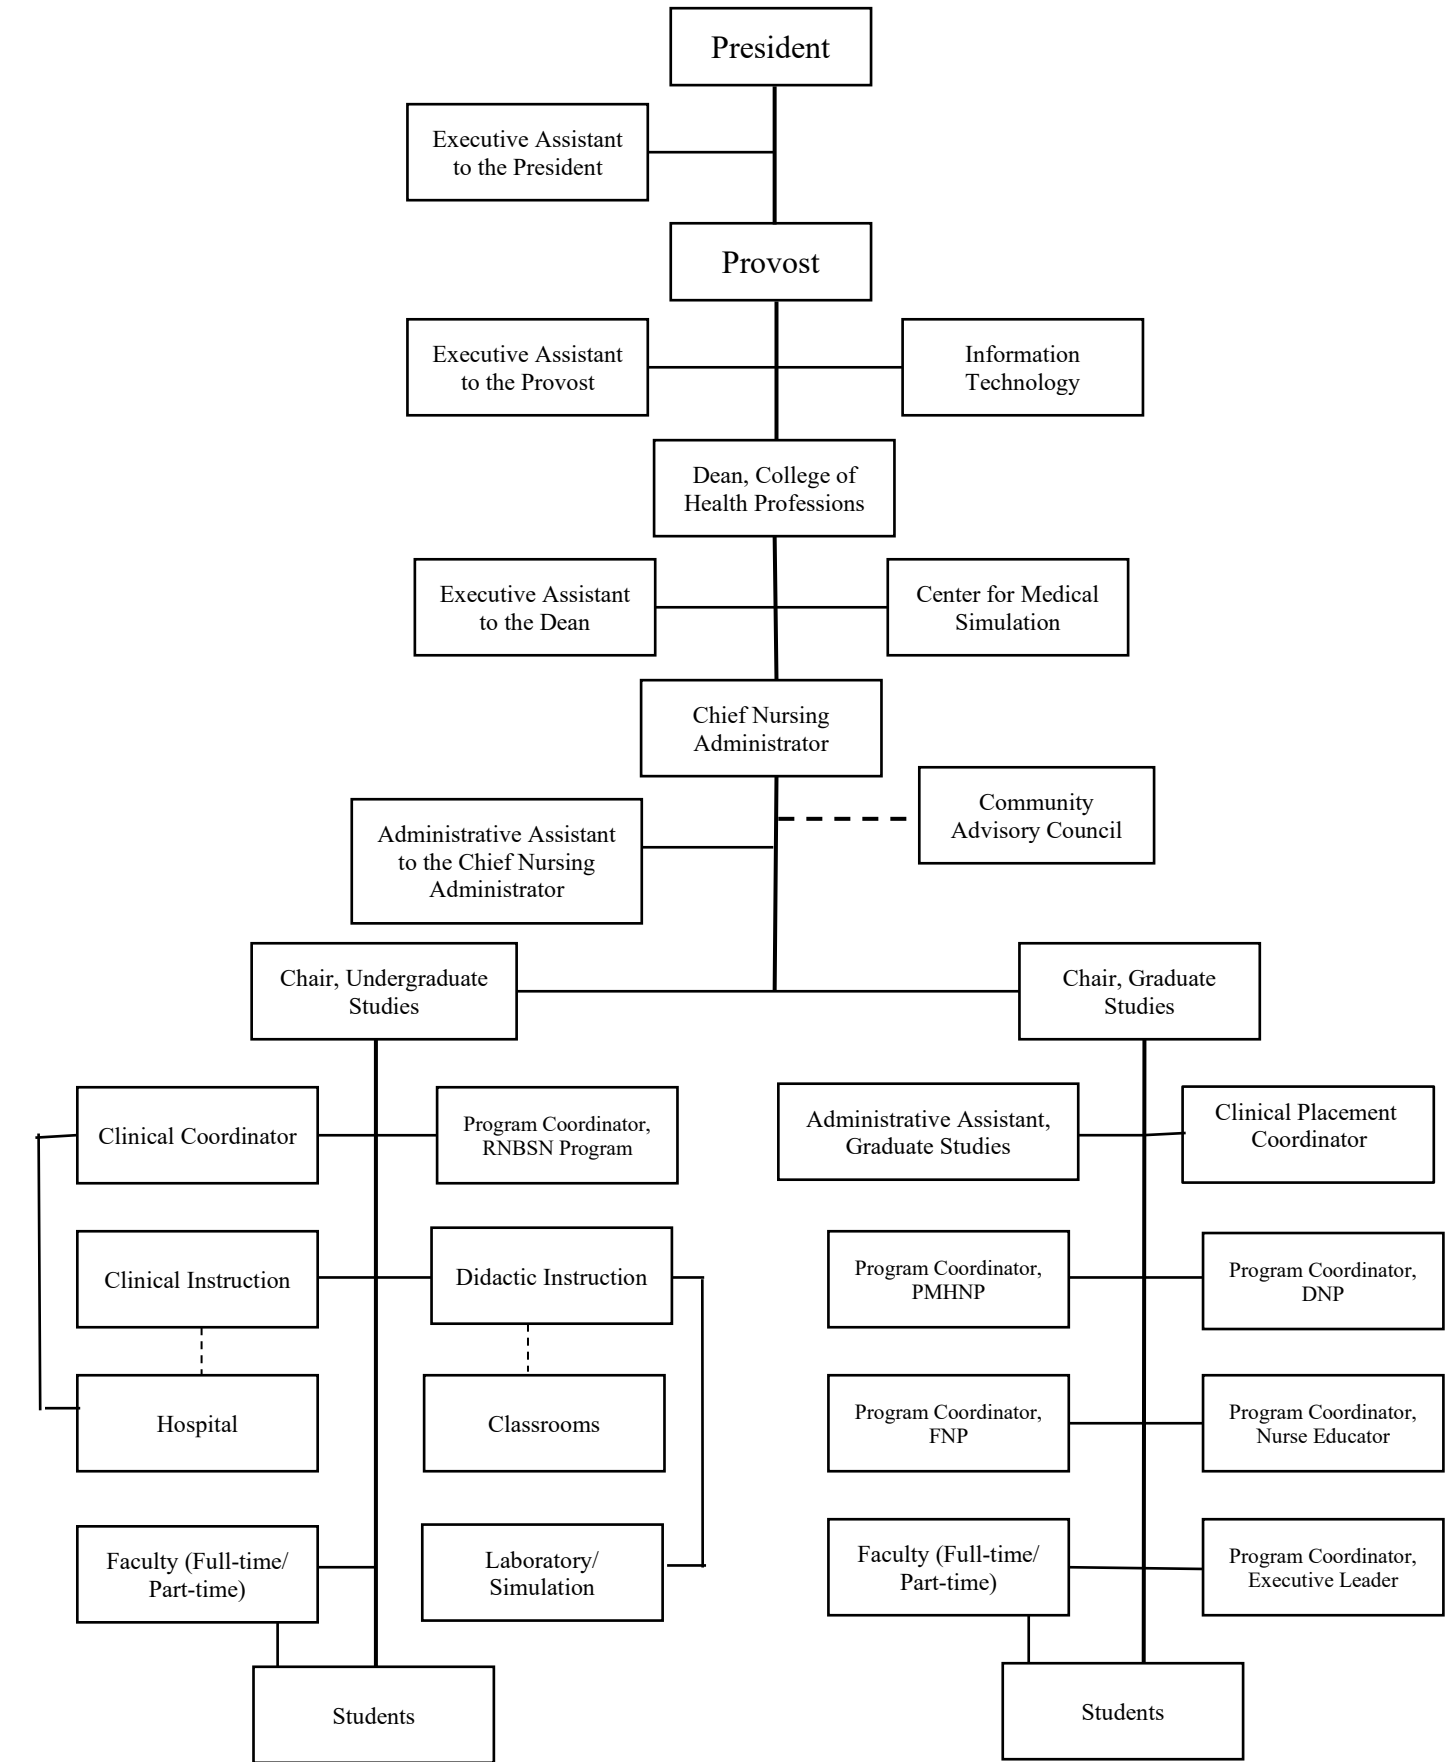 President
Executive Assistant
to the President
Provost
Executive Assistant
to the Provost
Information
Technology
Dean, College of
Health Professions
Executive Assistant
to the Dean
Center for Medical
Simulation
Chief Nursing
Administrator
Community
Advisory Council
Administrative Assistant
to the Chief Nursing
Administrator
Chair, Undergraduate
Studies
Chair, Graduate
Studies
Clinical Coordinator
Program Coordinator,
RNBSN Program
Administrative Assistant,
Graduate Studies
Clinical Placement
Coordinator
Clinical Instruction
Didactic Instruction
Program Coordinator,
PMHNP
Program Coordinator,
DNP
Hospital
Classrooms
Program Coordinator,
FNP
Program Coordinator,
Nurse Educator
Faculty (Full-time/
Part-time)
Laboratory/
Simulation
Faculty (Full-time/
Part-time)
Program Coordinator,
Executive Leader
Students
Students